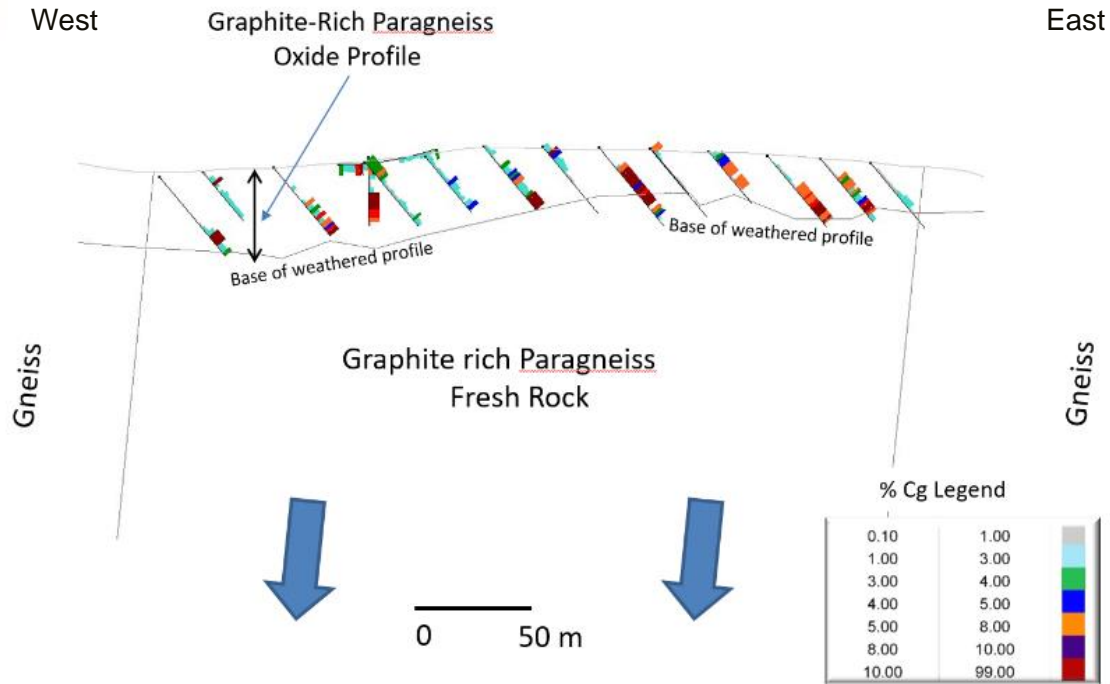 West
East
Graphite-Rich Paragneiss
Oxide Profile
Base of weathered profile
Base of weathered profile
Gneiss
Graphite rich Paragneiss
Fresh Rock
Gneiss
0 50 m
% Cg Legend
0.10 1.00
1.00 3.00
3.00 4.00
4.00 5.00
5.00 8.00
8.00 10.00
10.00 99.00